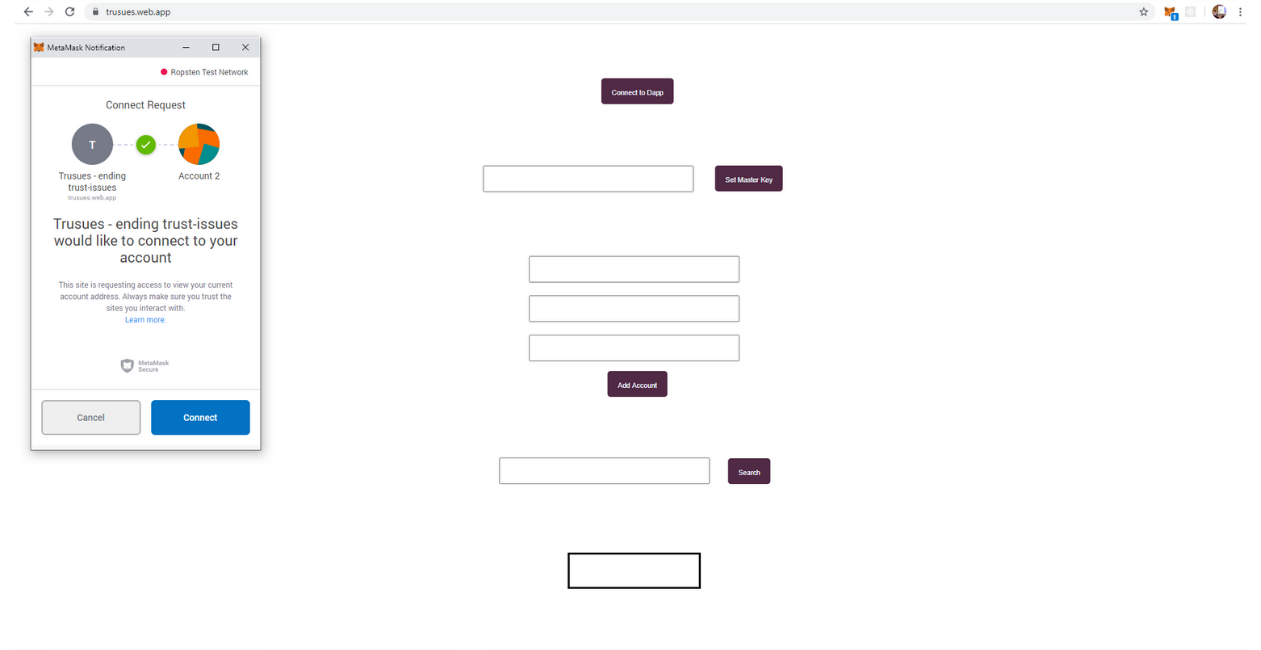 trusues.web.app
MetaMask Notification
Ropsten Test Network
Connect Request
T
Trusues - ending
trust-issues
trusues.web.app
Account 2
Trusues - ending trust-issues
would like to connect to your
account
This site is requesting access to view your current
account address. Always make sure you trust the
sites you interact with.
Learn more.
MetaMask
Secure
Cancel
Connect
1
Connect to Dapp
Set Master Key
Add Account
Search